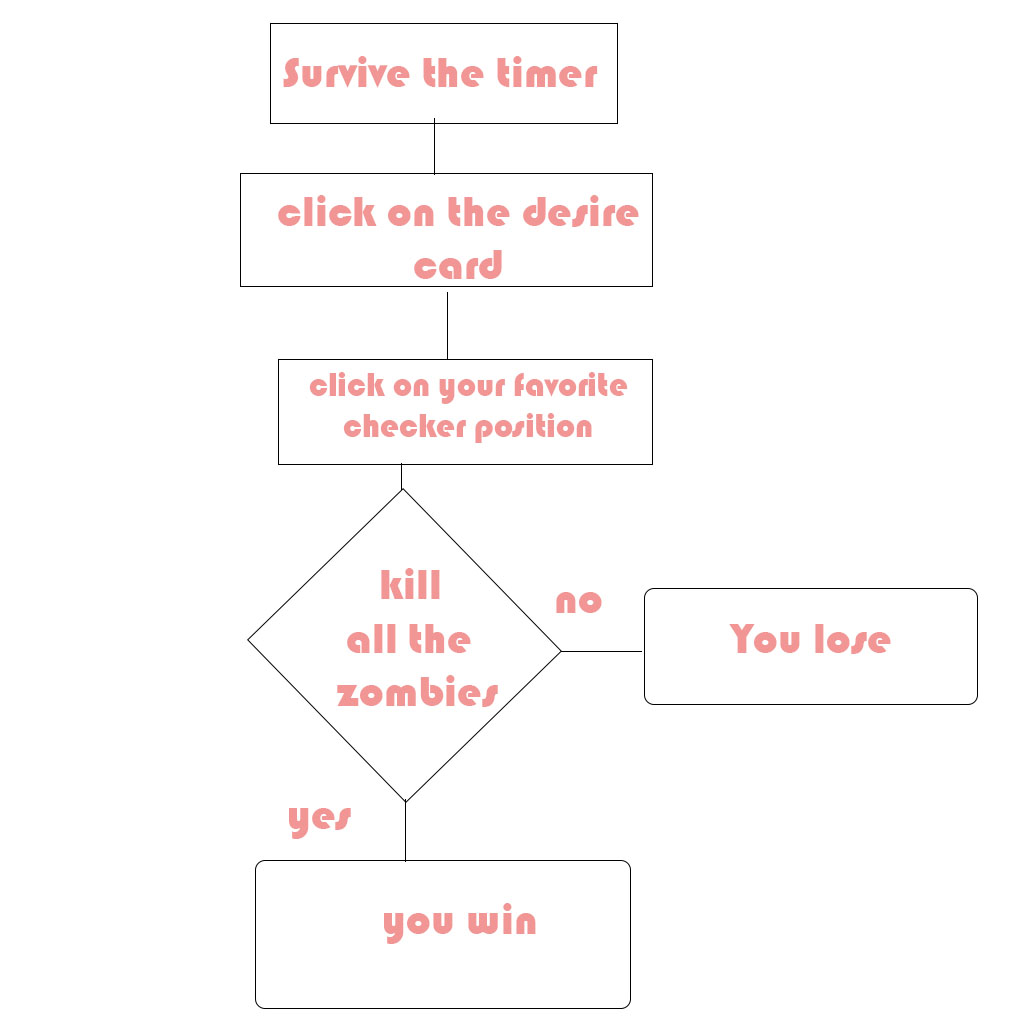 Survive the timer
click on the desire
card
click on your favorite
checker position
kill
all the
zombies
no
You lose
yes
you win